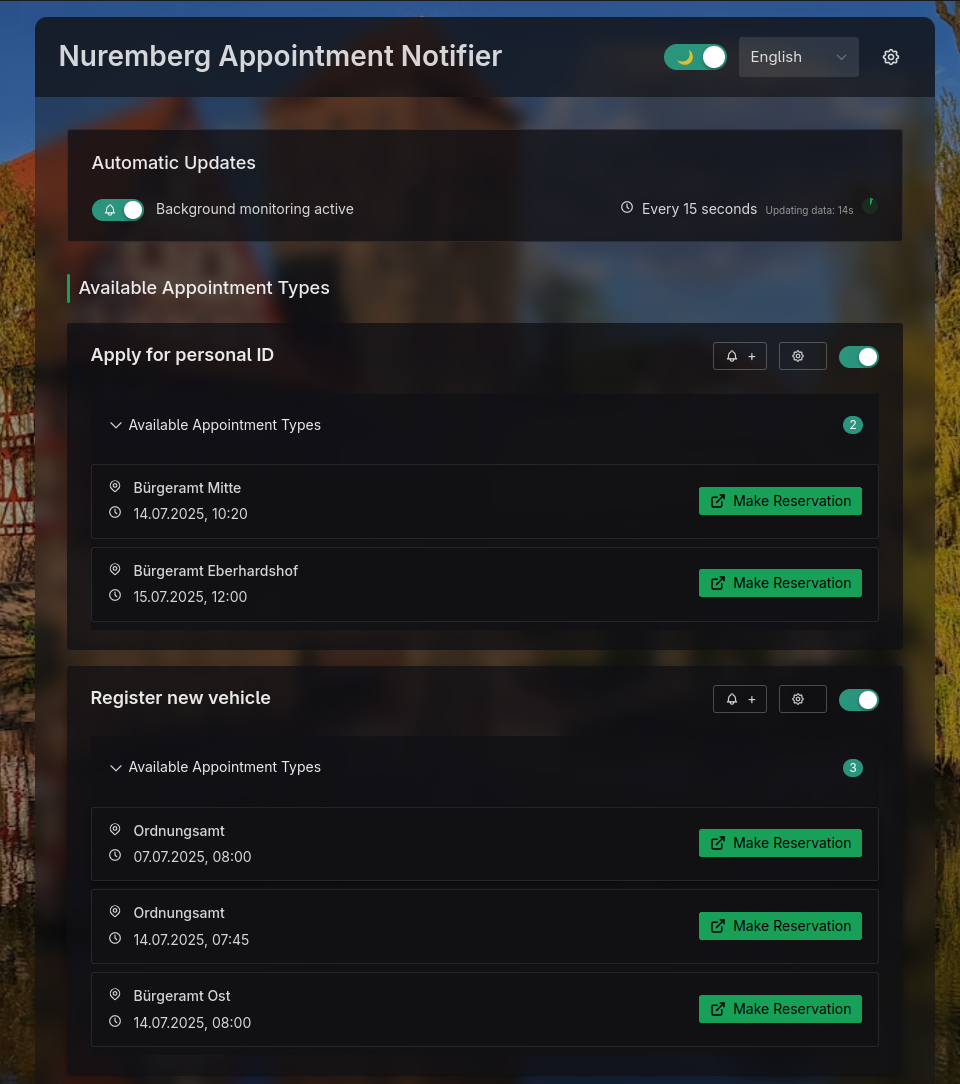 Nuremberg Appointment Notifier
English
Automatic Updates
Background monitoring active
Every 15 seconds Updating data: 14s
Available Appointment Types
Apply for personal ID
+
Available Appointment Types
2
Bürgeramt Mitte
14.07.2025, 10:20
Make Reservation
Bürgeramt Eberhardshof
15.07.2025, 12:00
Make Reservation
Register new vehicle
+
Available Appointment Types
3
Ordnungsamt
07.07.2025, 08:00
Make Reservation
Ordnungsamt
14.07.2025, 07:45
Make Reservation
Bürgeramt Ost
14.07.2025, 08:00
Make Reservation